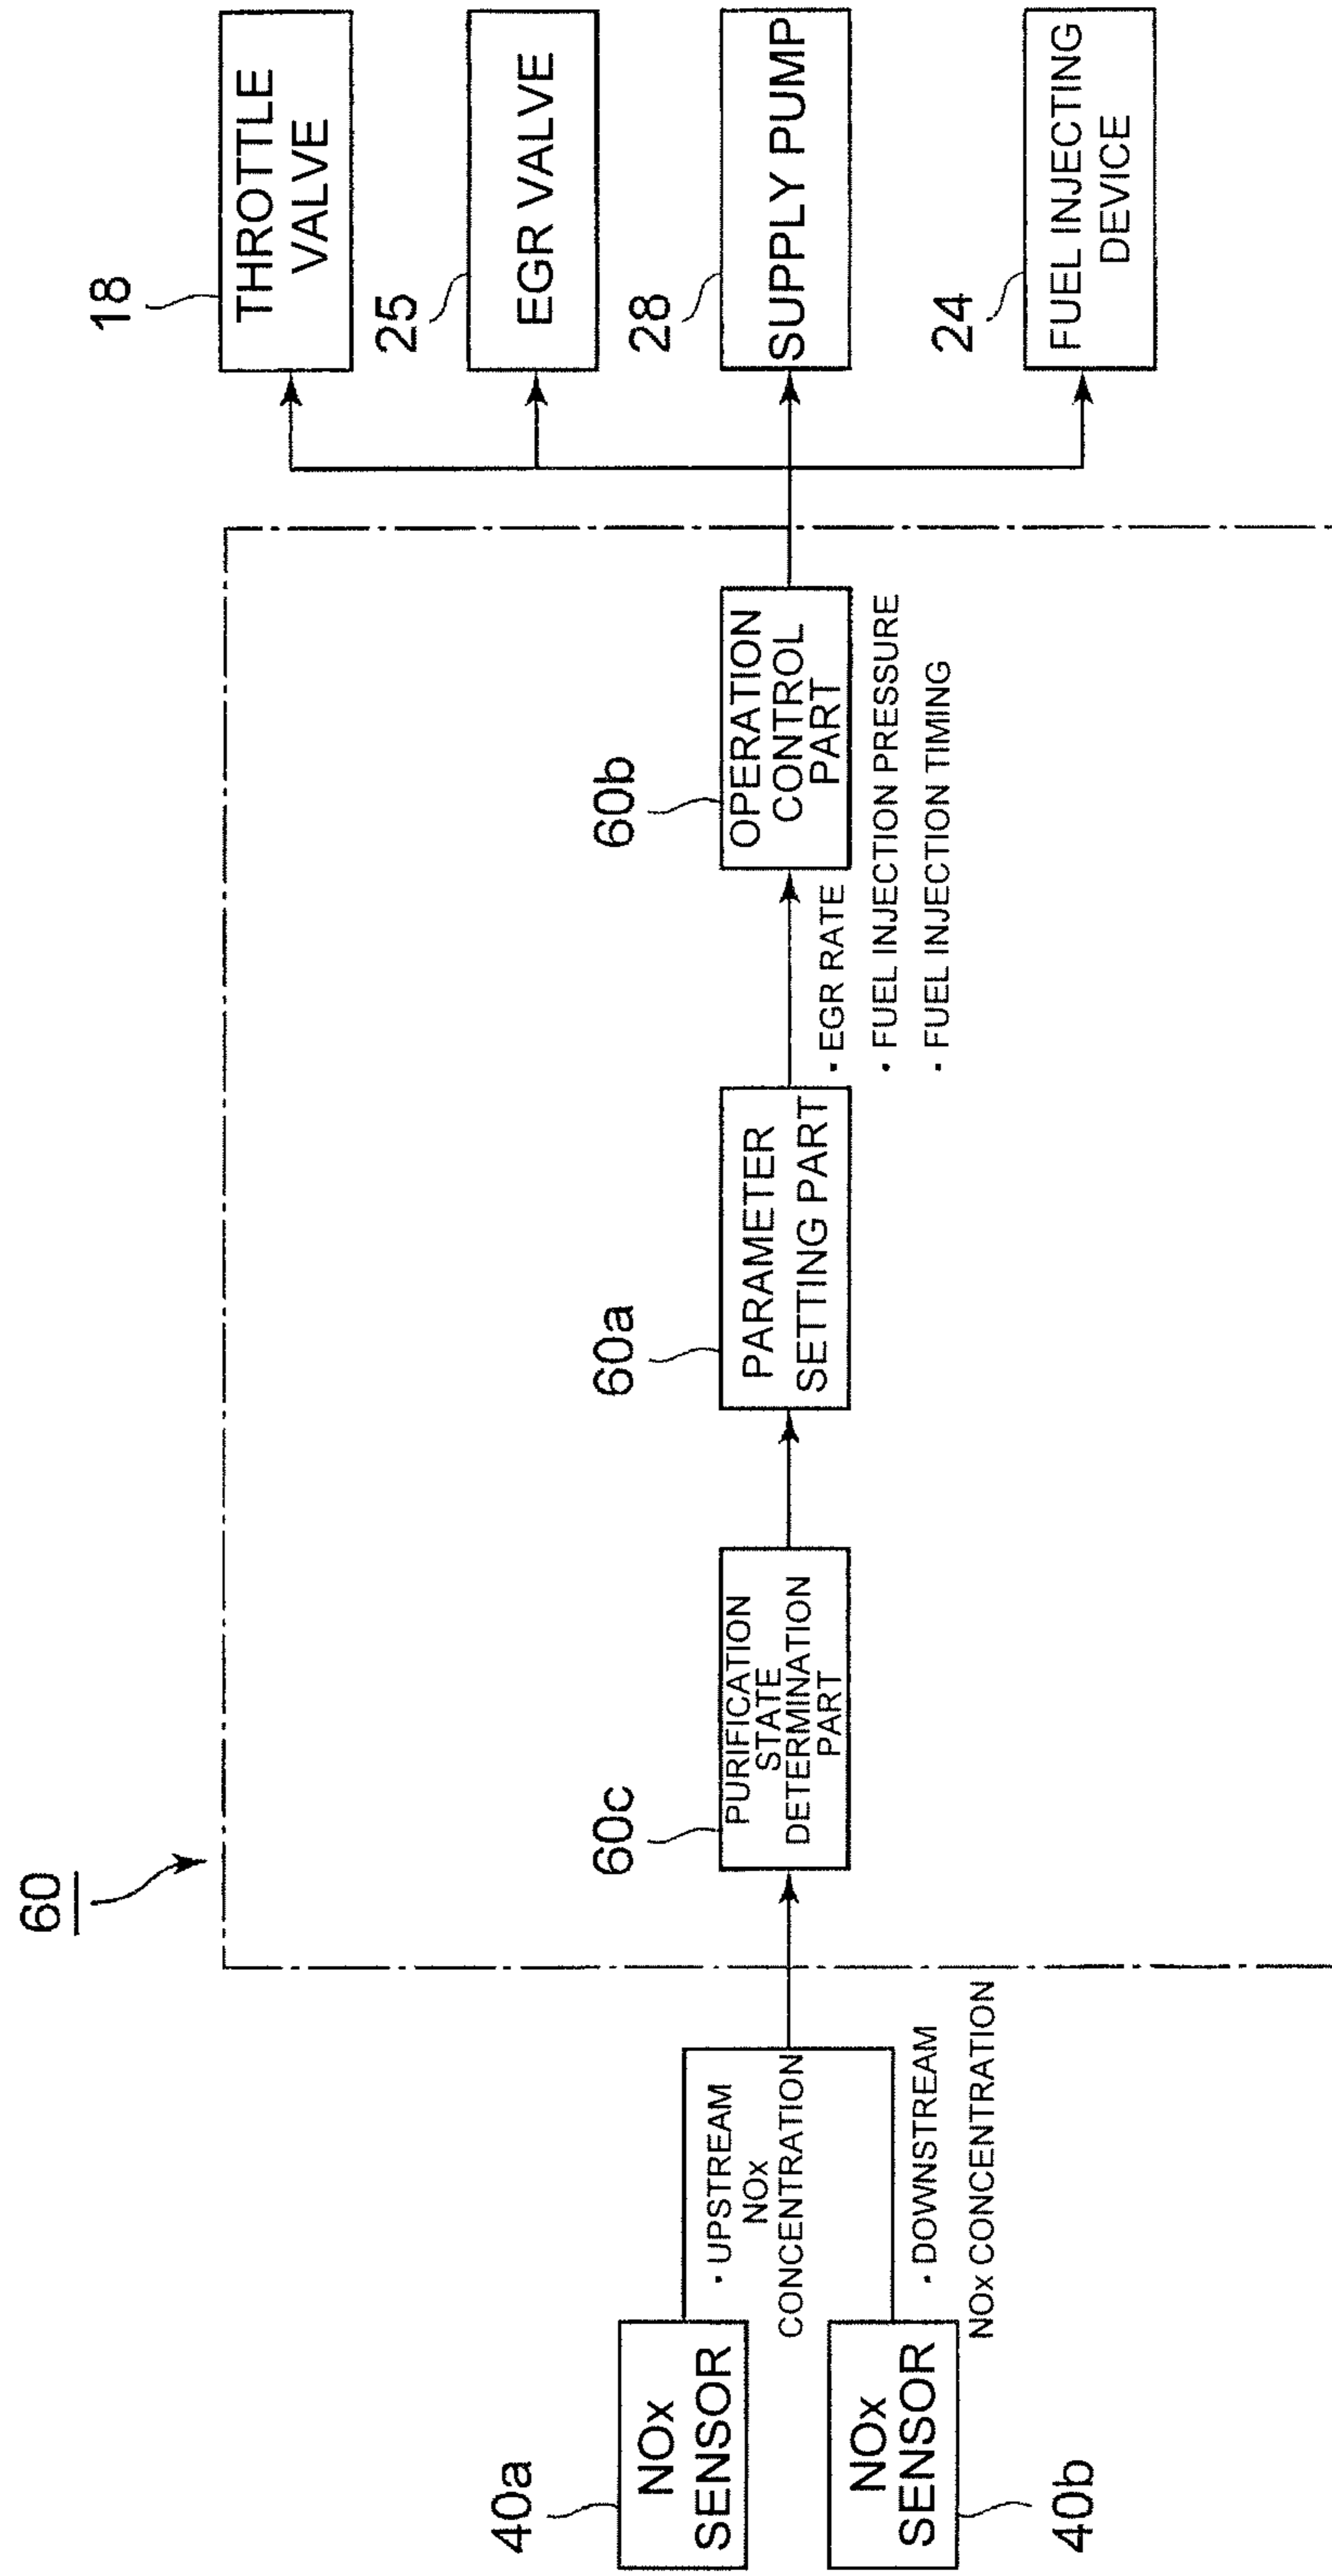 60
40a
NOx
SENSOR
NOx
SENSOR
40b
· UPSTREAM
NOx
CONCENTRATION
· DOWNSTREAM
NOx CONCENTRATION
60c
PURIFICATION
STATE
DETERMINATION
PART
60a
PARAMETER
SETTING PART
· EGR RATE
· FUEL INJECTION PRESSURE
· FUEL INJECTION TIMING
60b
OPERATION
CONTROL
PART
18
THROTTLE
VALVE
25
EGR VALVE
28
SUPPLY PUMP
24
FUEL INJECTING
DEVICE